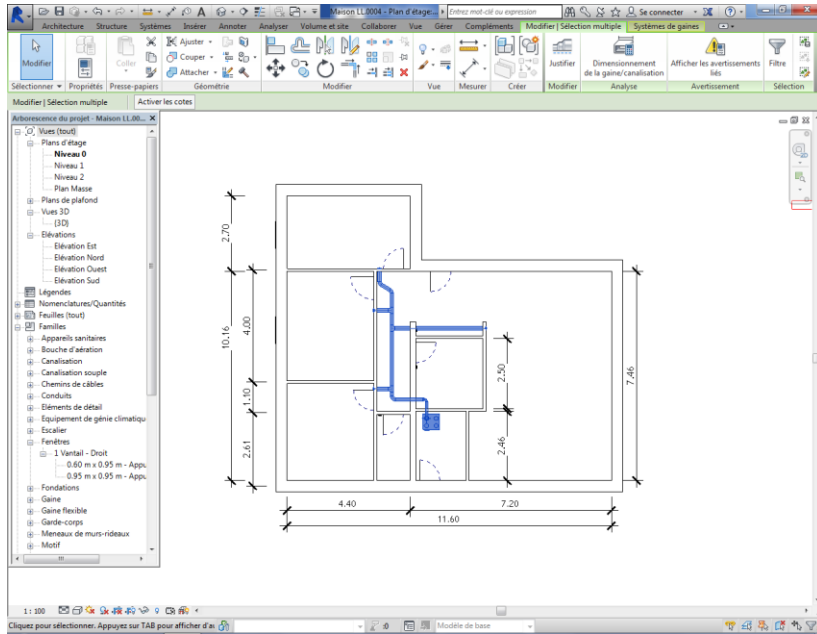 Maison LL.0004 - Plan d'étage...
Entrez mot-clé ou expression
Se connecter
Architecture Structure Systèmes Insérer Annoter Analyser Volume et site Collaborer Vue Gérer Compléments Modifier | Sélection multiple Systèmes de gaines
Modifier
Coller
Ajuster
Couper
Attacher
Justifier
Dimensionnement
de la gaine/canalisation
Afficher les avertissements
liés
Filtre
Sélectionner Propriétés Presse-papiers Géométrie Modifier Vue Mesurer Créer Modifier Analyse Avertissement Sélection
Modifier | Sélection multiple Activer les cotes
Arborescence du projet - Maison LL.00... X
Vues (tout)
Plans d'étage
Niveau 0
Niveau 1
Niveau 2
Plan Masse
Plans de plafond
Vues 3D
{3D}
Elévations
Elévation Est
Elévation Nord
Elévation Ouest
Elévation Sud
Légendes
Nomenclatures/Quantités
Feuilles (tout)
Familles
Appareils sanitaires
Bouche d'aération
Canalisation
Canalisation souple
Chemins de câbles
Conduits
Eléments de détail
Equipement de génie climatiqu
Escalier
Fenêtres
1 Vantail - Droit
0.60 m x 0.95 m - Appu
0.95 m x 0.95 m - Appu
Fondations
Gaine
Gaine flexible
Garde-corps
Meneaux de murs-rideaux
Motif
2.70
10.16
4.00
1.10
2.61
2.50
2.46
7.46
4.40
7.20
11.60
1 : 100
Cliquez pour sélectionner. Appuyez sur TAB pour afficher d'au
:0
Modèle de base